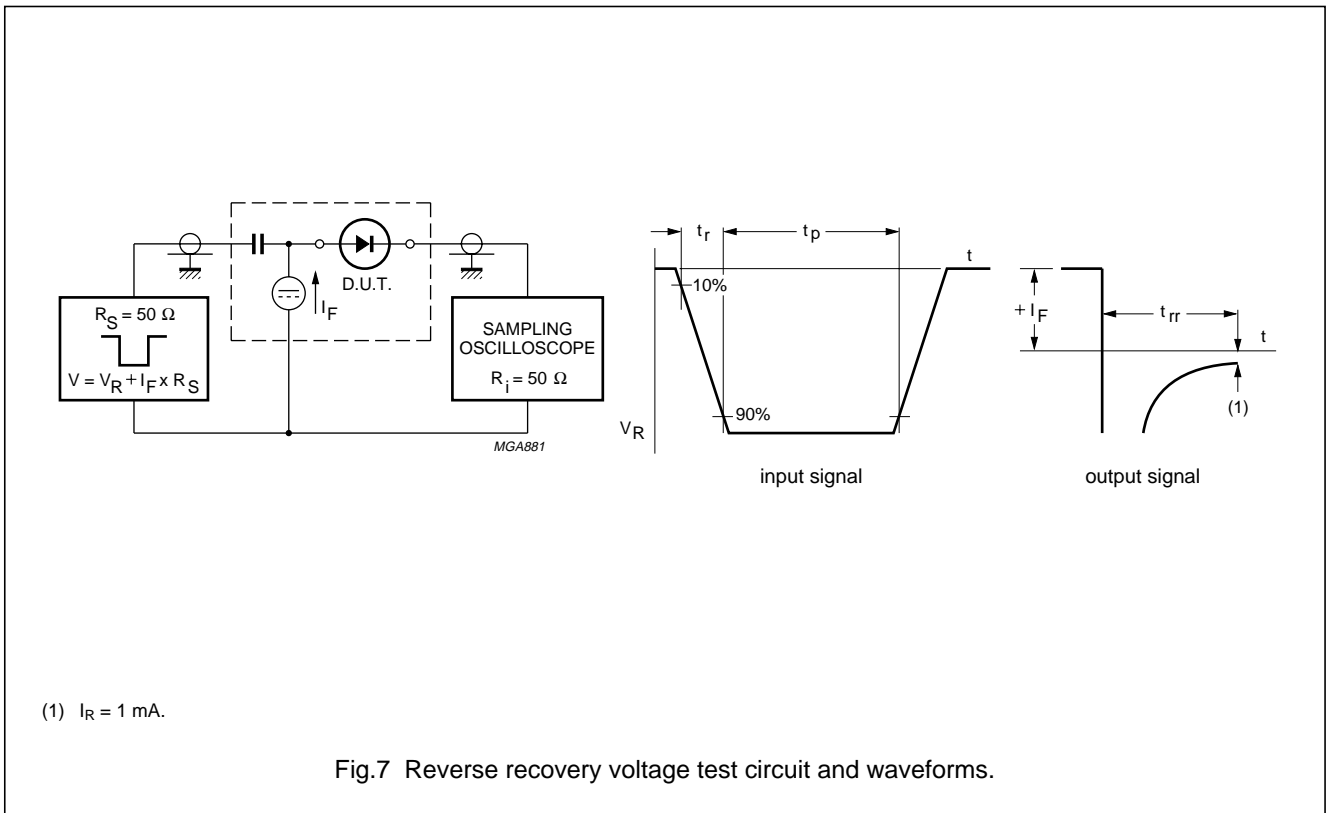 R_S = 50 Ω
V = V_R + I_F x R_S
I_F
D.U.T.
SAMPLING
OSCILLOSCOPE
R_i = 50 Ω
MGA881
t_r
t_p
t
10%
90%
V_R
input signal
+ I_F
t_rr
t
(1)
output signal
(1) I_R = 1 mA.
Fig.7 Reverse recovery voltage test circuit and waveforms.